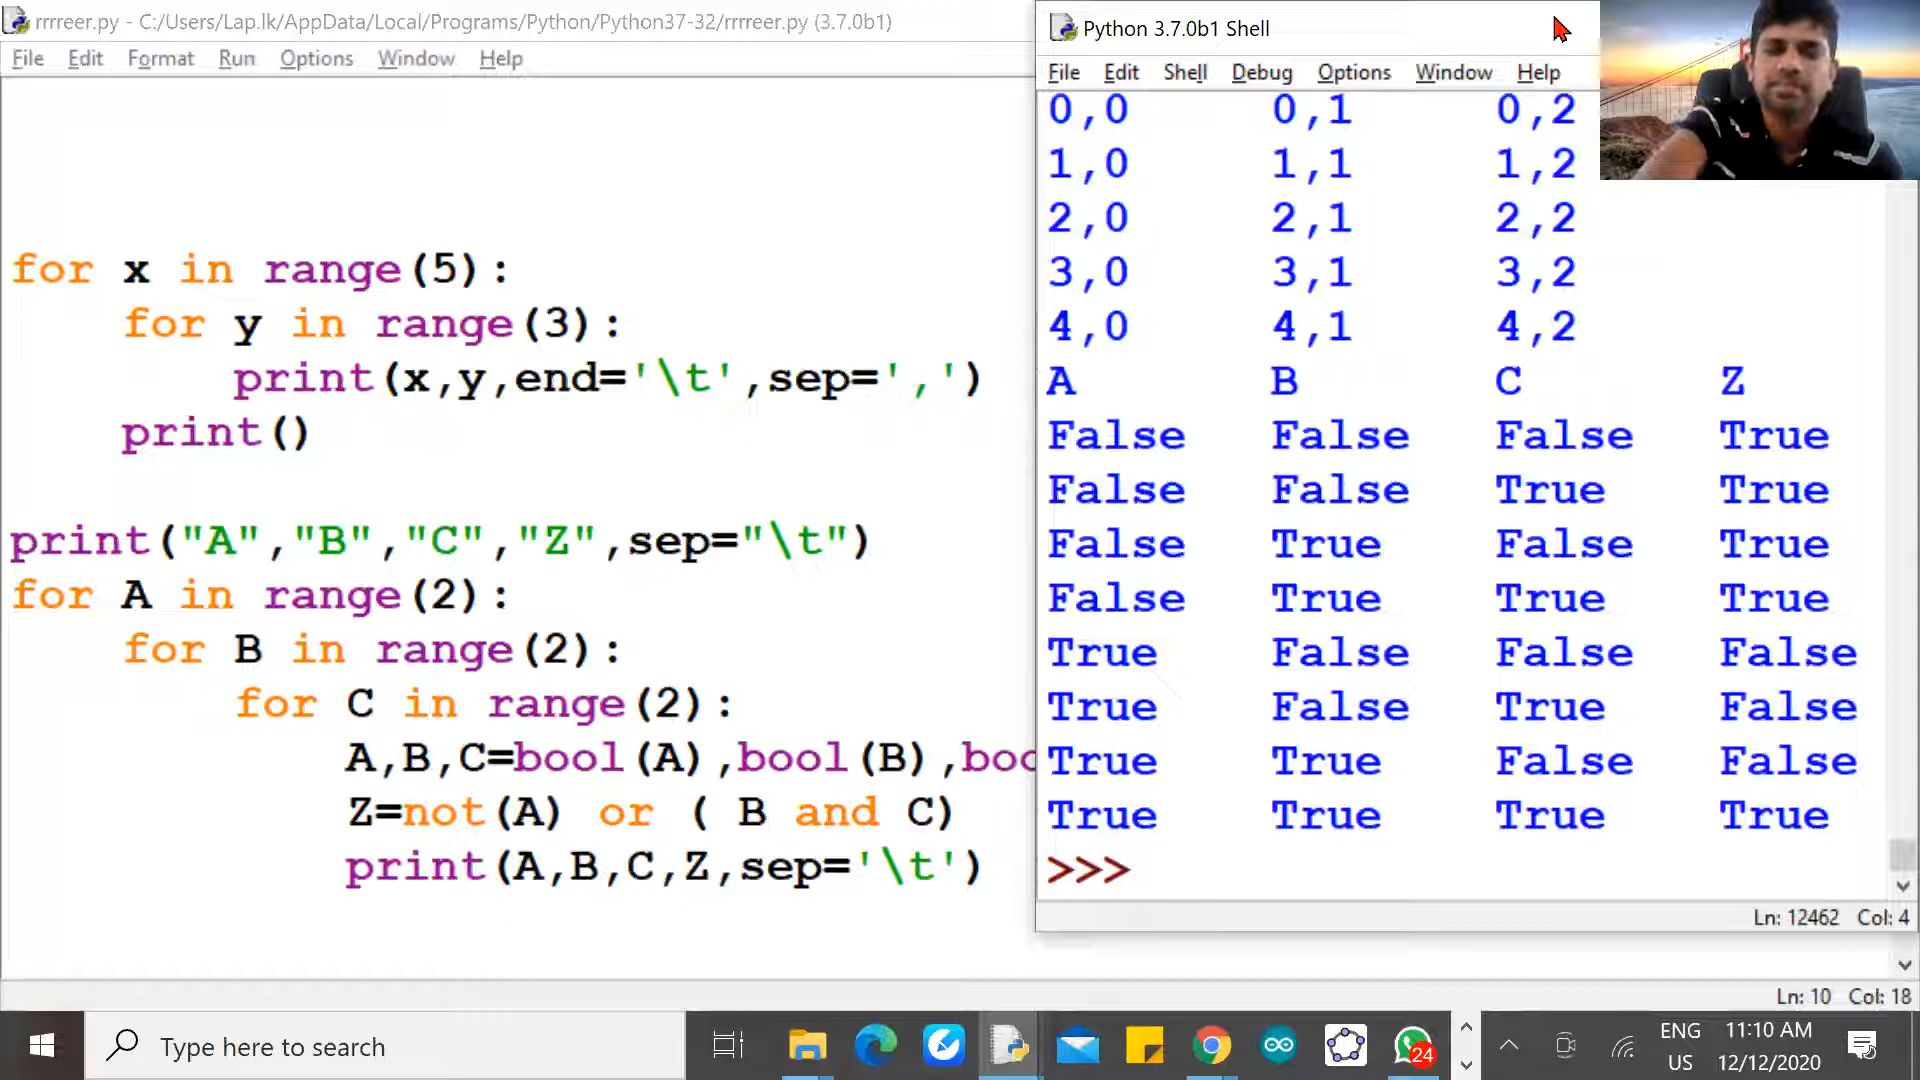 rrrreer.py - C:/Users/Lap.lk/AppData/Local/Programs/Python/Python37-32/rrrreer.py (3.7.0b1)
File Edit Format Run Options Window Help
for x in range(5):
for y in range(3):
print(x,y,end='\t',sep=',')
print()
print("A","B","C","Z",sep="\t")
for A in range(2):
for B in range(2):
for C in range(2):
A,B,C=bool(A),bool(B),boo
Z=not(A) or ( B and C)
print(A,B,C,Z,sep='\t')
Ln: 10 Col: 18
Python 3.7.0b1 Shell
File Edit Shell Debug Options Window Help
0,0 0,1 0,2
1,0 1,1 1,2
2,0 2,1 2,2
3,0 3,1 3,2
4,0 4,1 4,2
A B C Z
False False False True
False False True True
False True False True
False True True True
True False False False
True False True False
True True False False
True True True True
>>>
Ln: 12462 Col: 4
Type here to search
24
ENG
US
11:10 AM
12/12/2020